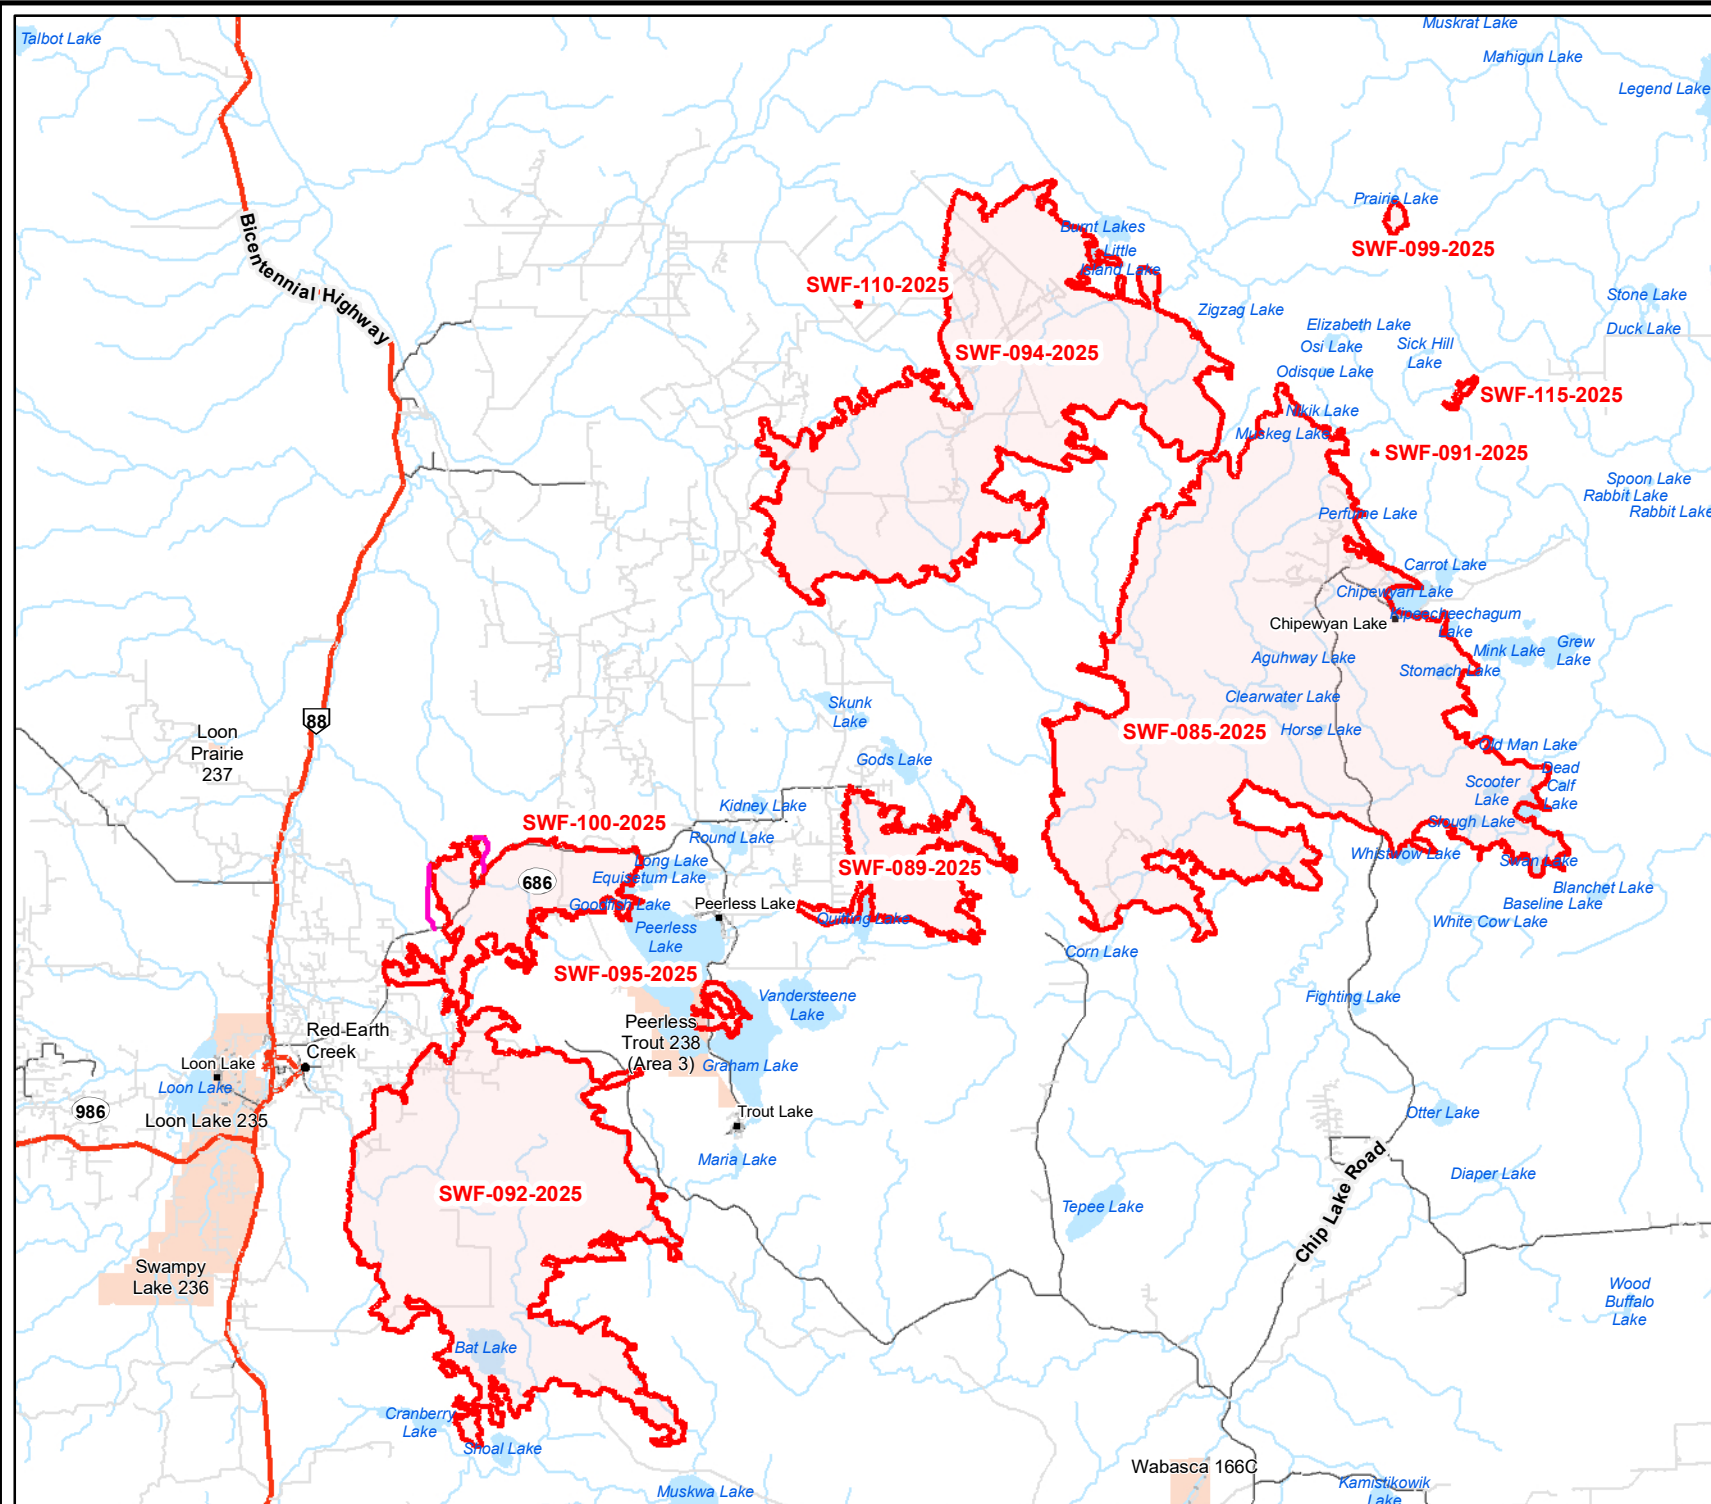 Talbot Lake
Muskrat Lake
Mahigun Lake
Legend Lake
Bicentennial Highway
Prairie Lake
SWF-099-2025
Burnt Lakes
Little
Island Lake
SWF-110-2025
Zigzag Lake
Stone Lake
Duck Lake
Elizabeth Lake
Osi Lake
Sick Hill
Lake
Odisque Lake
SWF-094-2025
SWF-115-2025
Nikik Lake
Muskeg Lake
SWF-091-2025
Spoon Lake
Rabbit Lake
Rabbit Lake
Perfume Lake
Carrot Lake
Chipewyan Lake
Kipeecheechagum
Lake
Chipewyan Lake
Mink Lake
Grew
Lake
Aguhway Lake
Stomach Lake
Clearwater Lake
Skunk
Lake
88
Loon
Prairie
237
SWF-085-2025
Horse Lake
Old Man Lake
Gods Lake
Dead
Calf
Lake
Scooter
Lake
Kidney Lake
SWF-100-2025
Round Lake
Slough Lake
Long Lake
SWF-089-2025
Whistwow Lake
Swan Lake
686
Equisetum Lake
Goodfish Lake
Peerless Lake
Blanchet Lake
Baseline Lake
White Cow Lake
Quitting Lake
Peerless
Lake
Corn Lake
SWF-095-2025
Vandersteene
Lake
Fighting Lake
Red Earth
Creek
Peerless
Trout 238
(Area 3)
Loon Lake
Loon Lake
Graham Lake
986
Loon Lake 235
Trout Lake
Otter Lake
Maria Lake
Diaper Lake
SWF-092-2025
Tepee Lake
Chip Lake Road
Swampy
Lake 236
Wood
Buffalo
Lake
Bat Lake
Cranberry
Lake
Shoal Lake
Wabasca 166C
Muskwa Lake
Kamistikowik
Lake